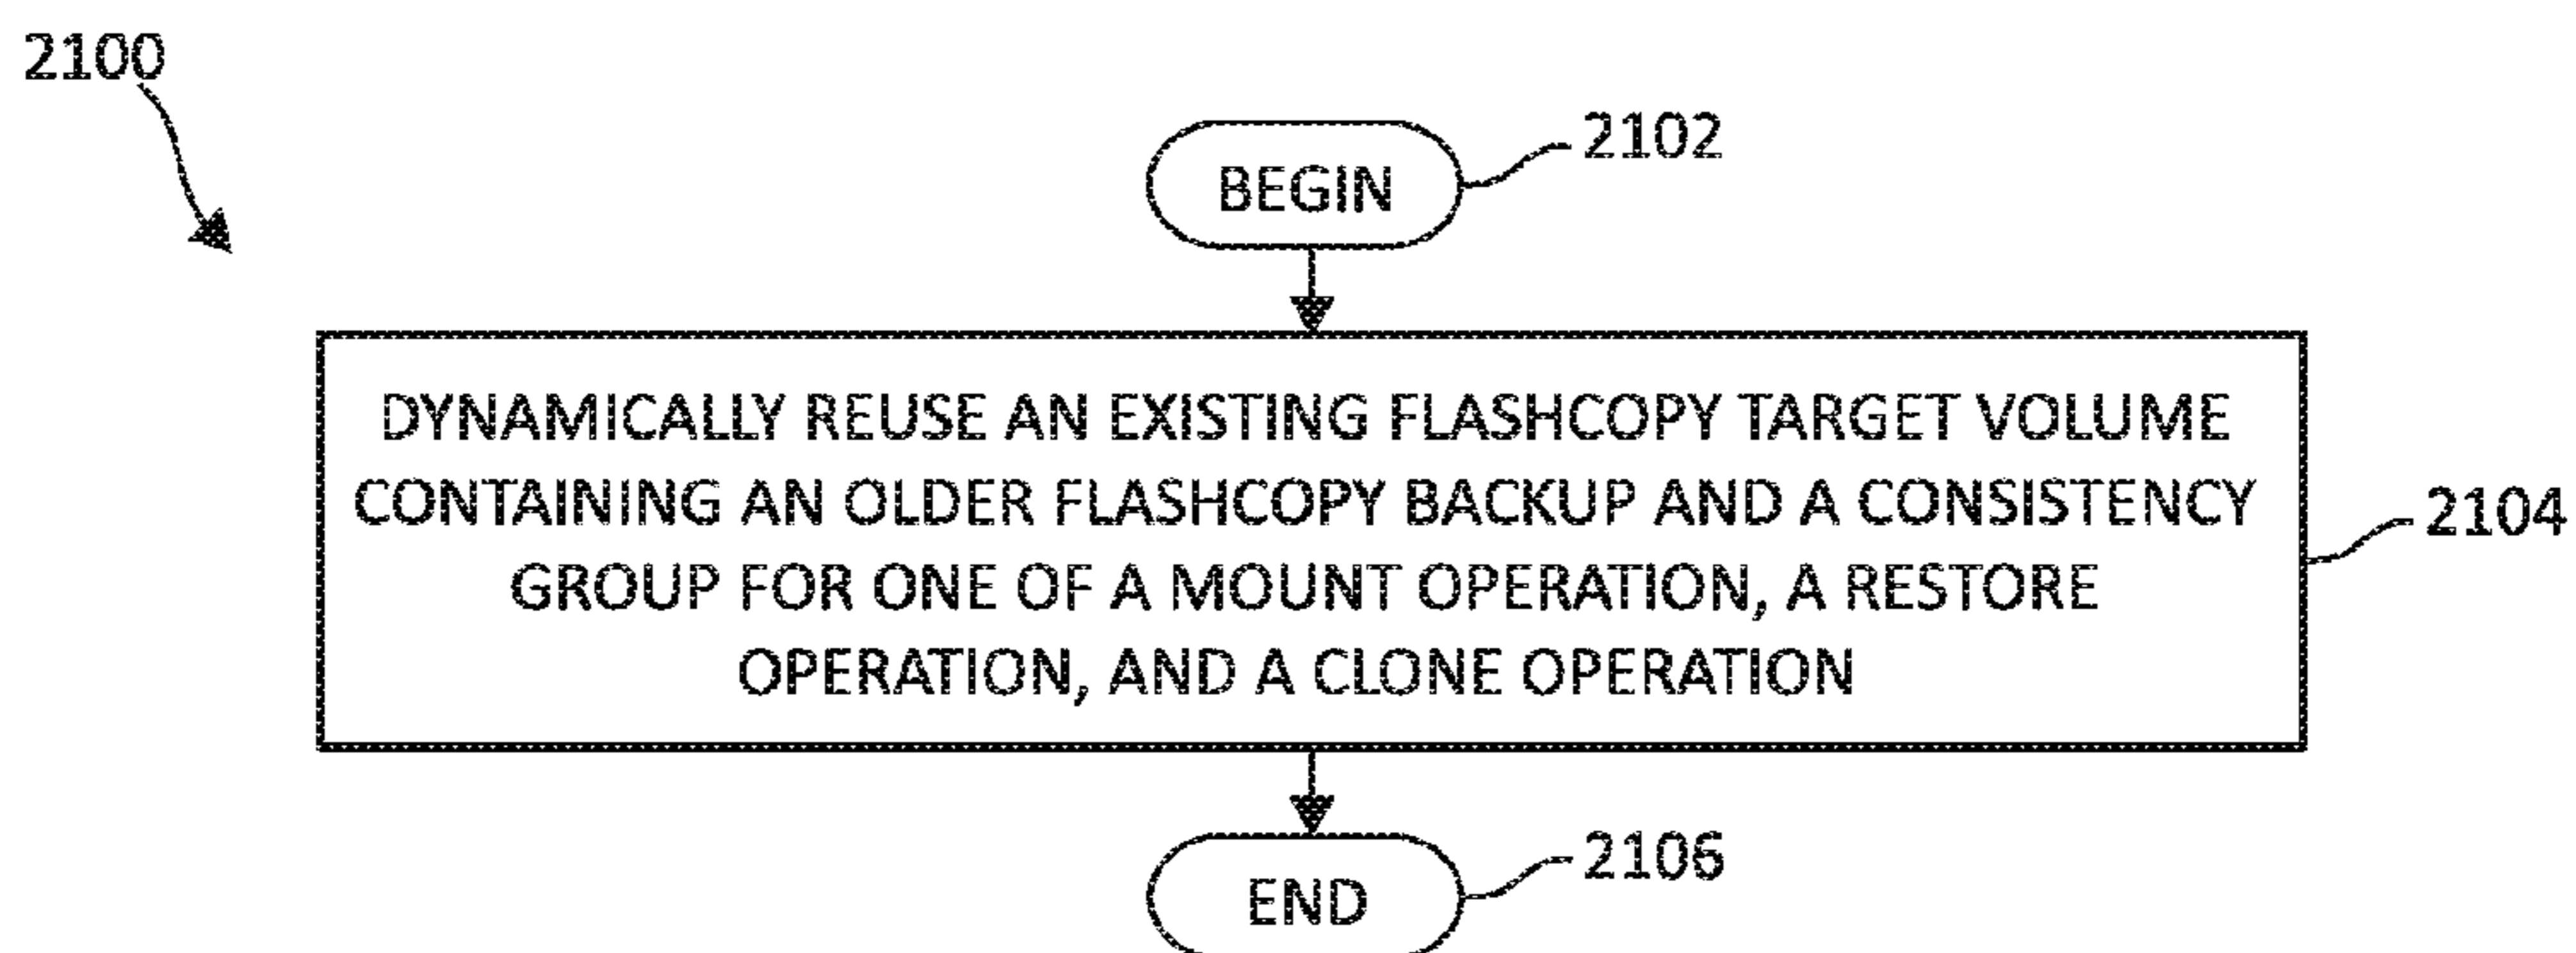 2100
2102
BEGIN
DYNAMICALLY REUSE AN EXISTING FLASHCOPY TARGET VOLUME
CONTAINING AN OLDER FLASHCOPY BACKUP AND A CONSISTENCY
GROUP FOR ONE OF A MOUNT OPERATION, A RESTORE
OPERATION, AND A CLONE OPERATION
2104
2106
END